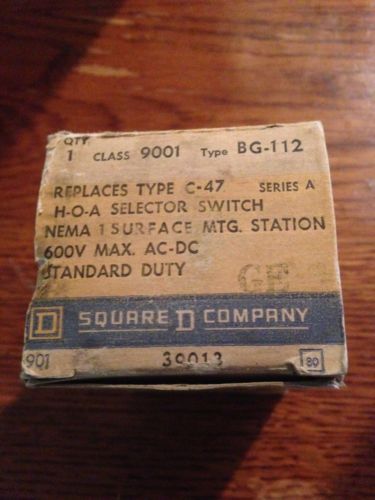 QTY.
1 CLASS 9001 Type BG-112
REPLACES TYPE C-47 SERIES A
H-O-A SELECTOR SWITCH
NEMA 1 SURFACE MTG. STATION
600V MAX. AC-DC
STANDARD DUTY
GE
D SQUARE D COMPANY
901 39013 89